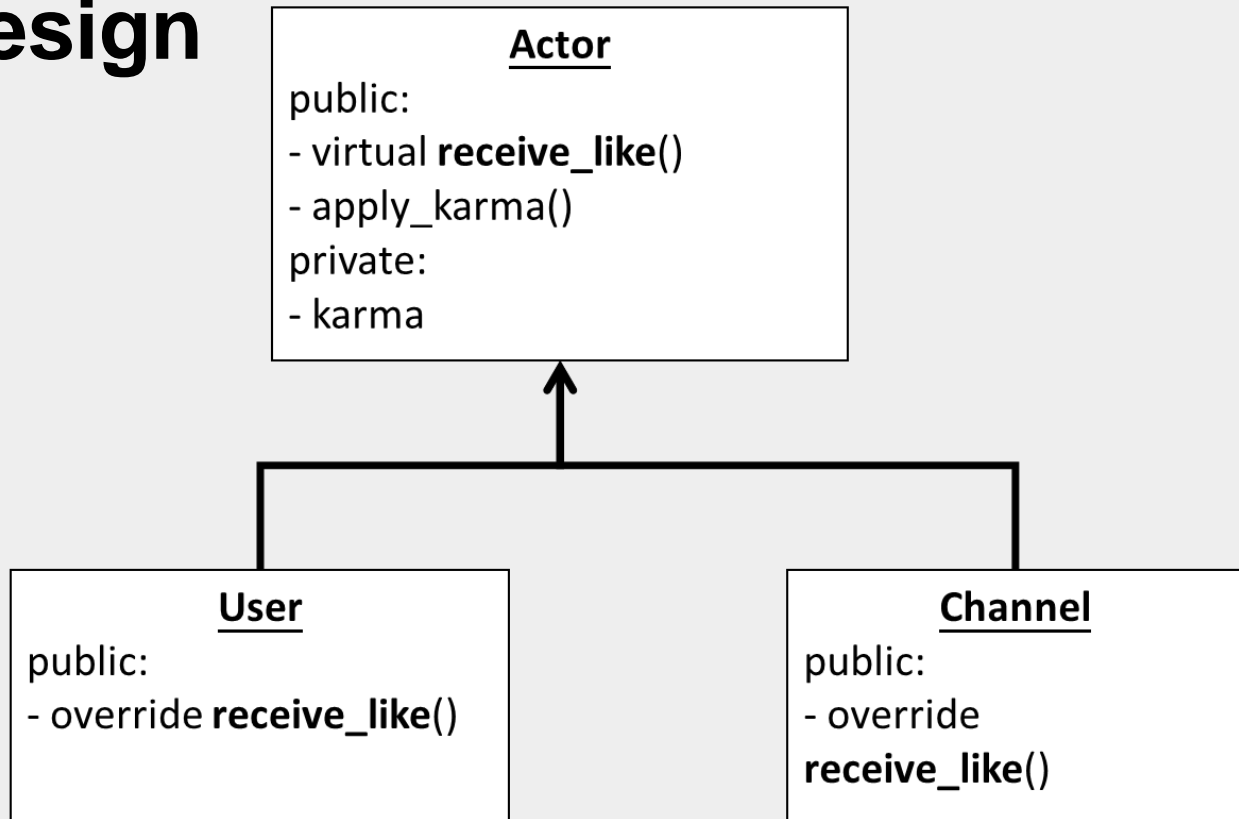 esign
Actor
public:
- virtual receive_like()
- apply_karma()
private:
- karma
User
public:
- override receive_like()
Channel
public:
- override
receive_like()